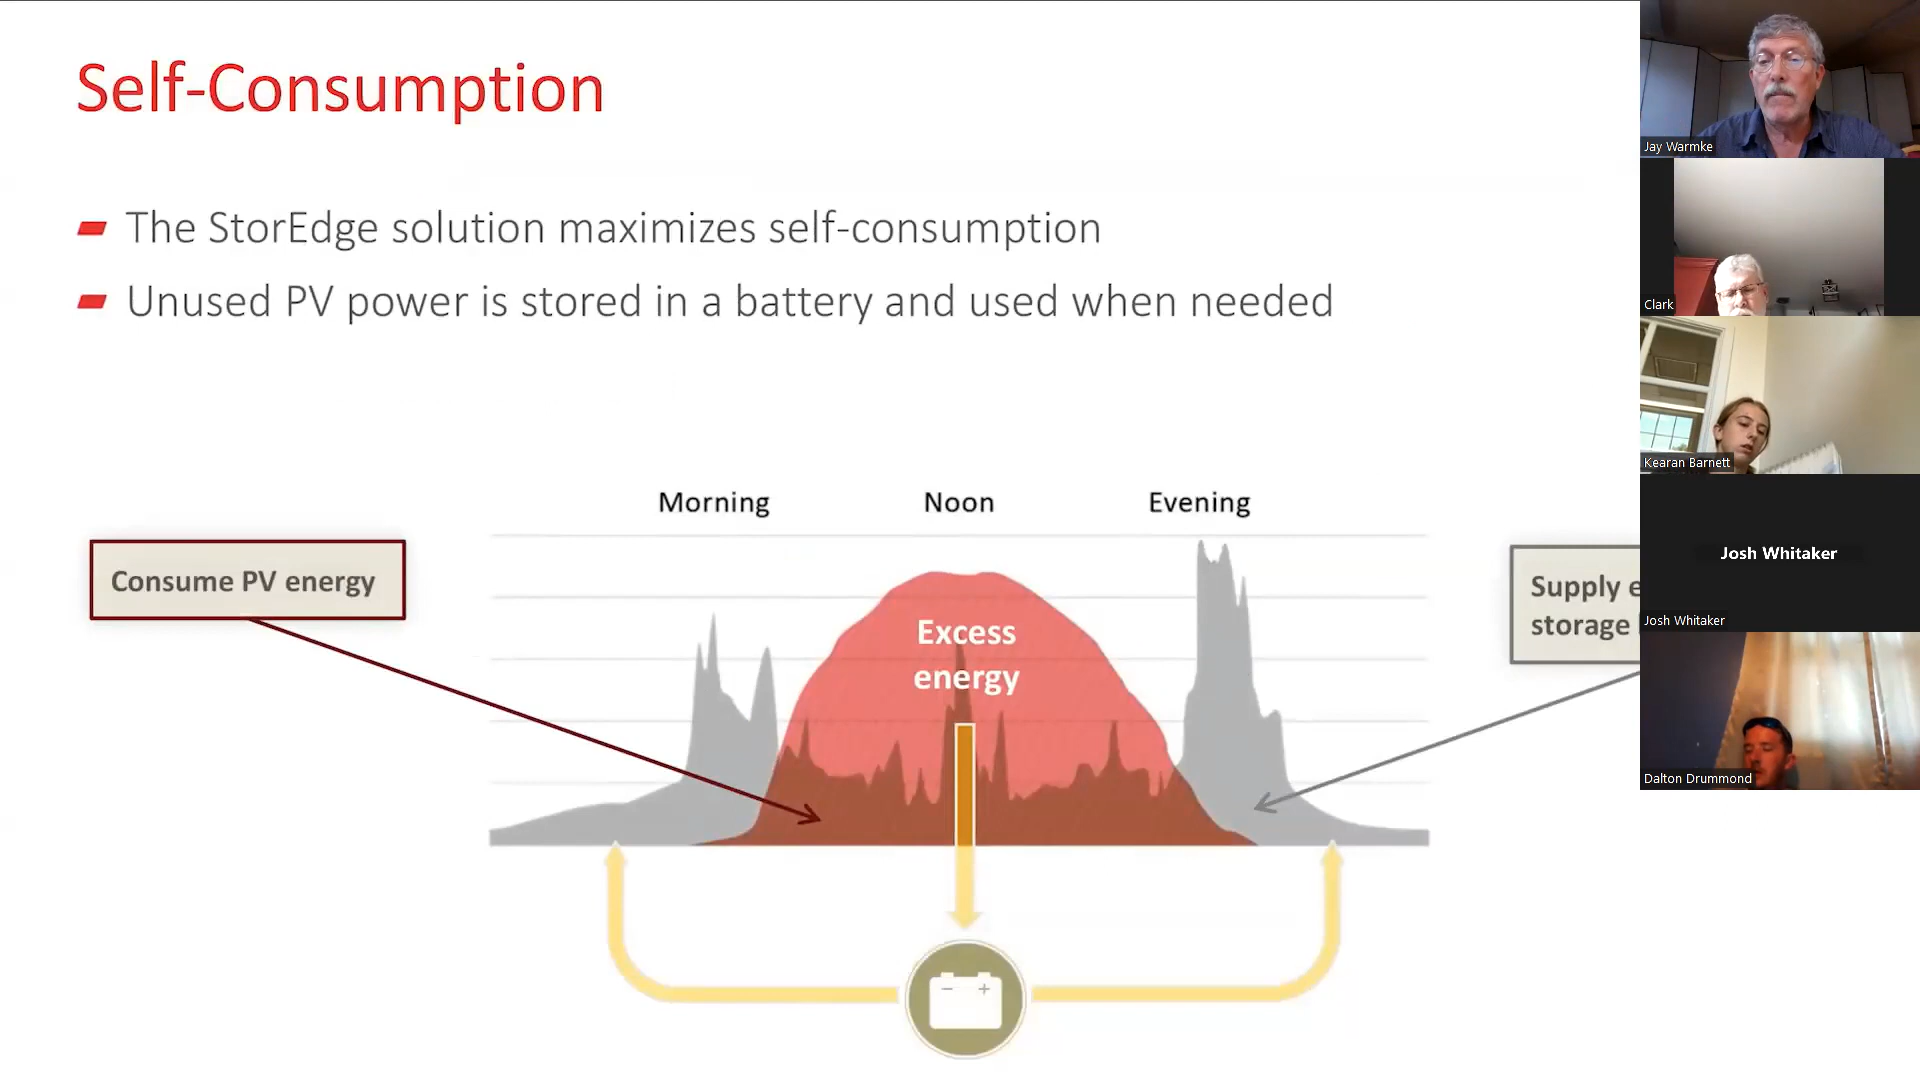 Self-Consumption
The StorEdge solution maximizes self-consumption
Unused PV power is stored in a battery and used when needed
Morning Noon Evening
Consume PV energy
Excess
energy
Supply
storage
- +
Jay Warmke
Clark
Kearan Barnett
Josh Whitaker
Josh Whitaker
Dalton Drummond